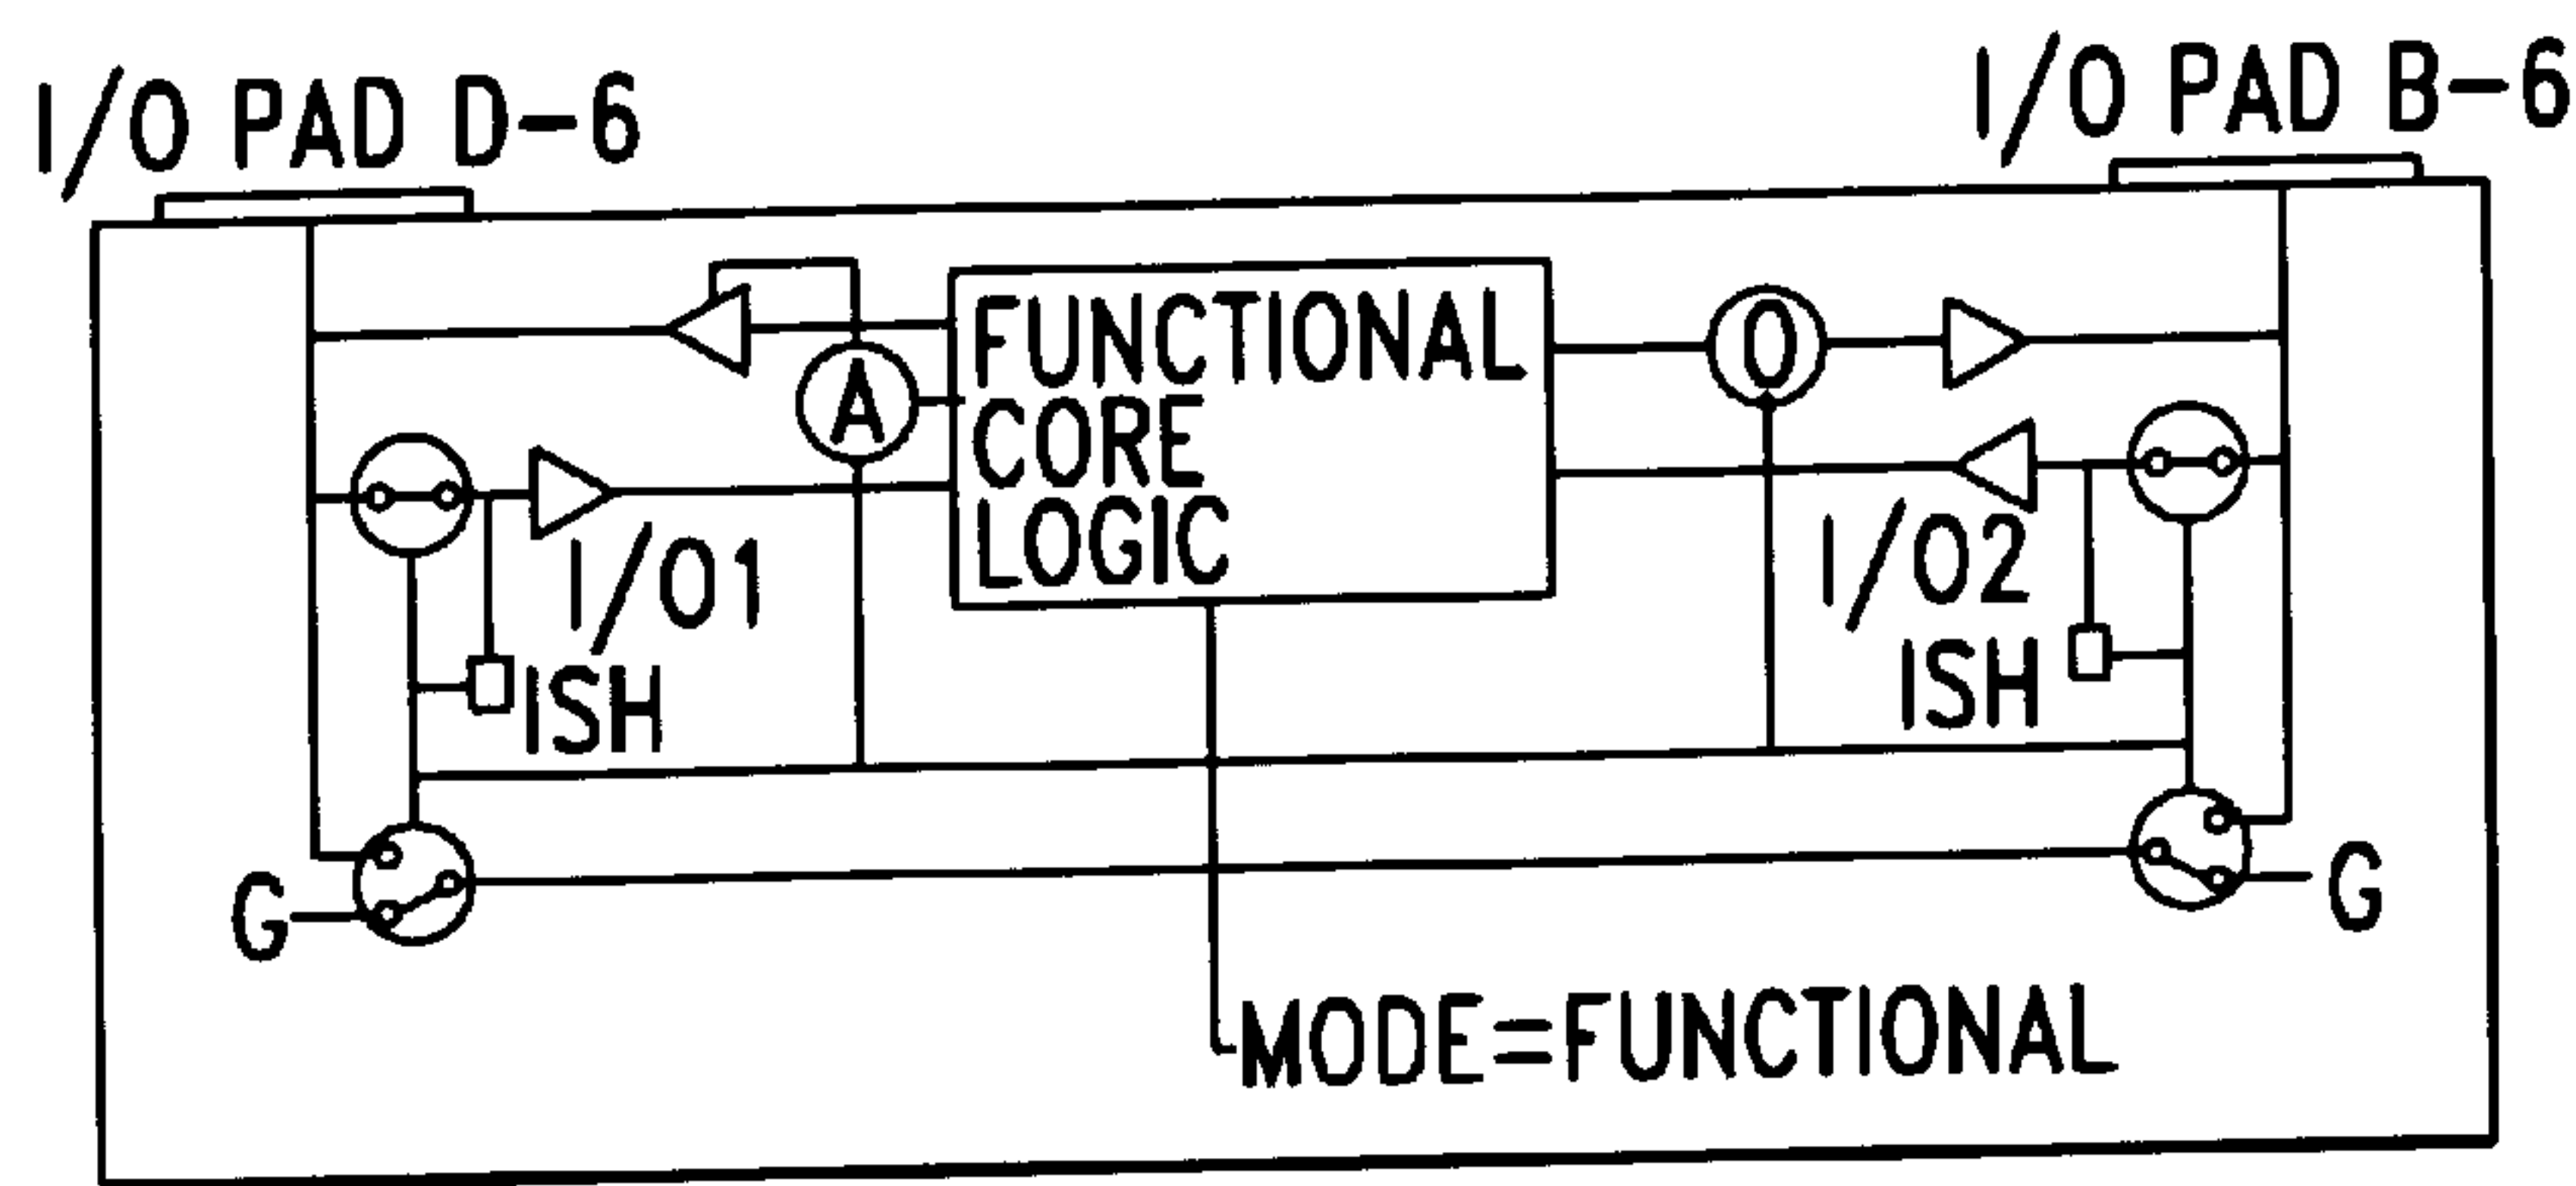 I/O PAD D-6
I/O PAD B-6
FUNCTIONAL
CORE
LOGIC
A
O
I/O1
I/O2
ISH
ISH
G
G
MODE=FUNCTIONAL